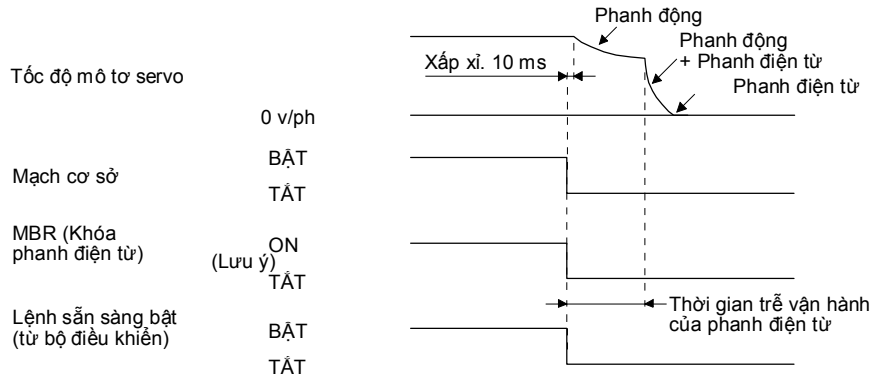 Phanh động
Phanh động
+ Phanh điện từ
Xấp xỉ. 10 ms
Phanh điện từ
Tốc độ mô tơ servo
0 v/ph
BẬT
Mạch cơ sở
TẮT
MBR (Khóa
phanh điện từ)
ON
(Lưu ý)
TẮT
Thời gian trễ vận hành
của phanh điện từ
Lệnh sẵn sàng bật
(từ bộ điều khiển)
BẬT
TẮT